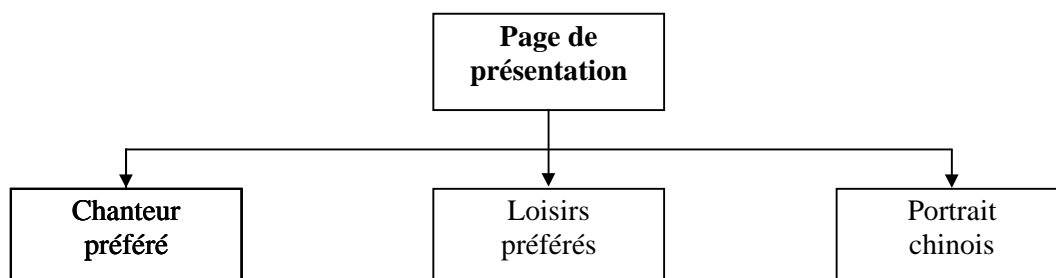 Page de
présentation
Chanteur
préféré
Loisirs
préférés
Portrait
chinois